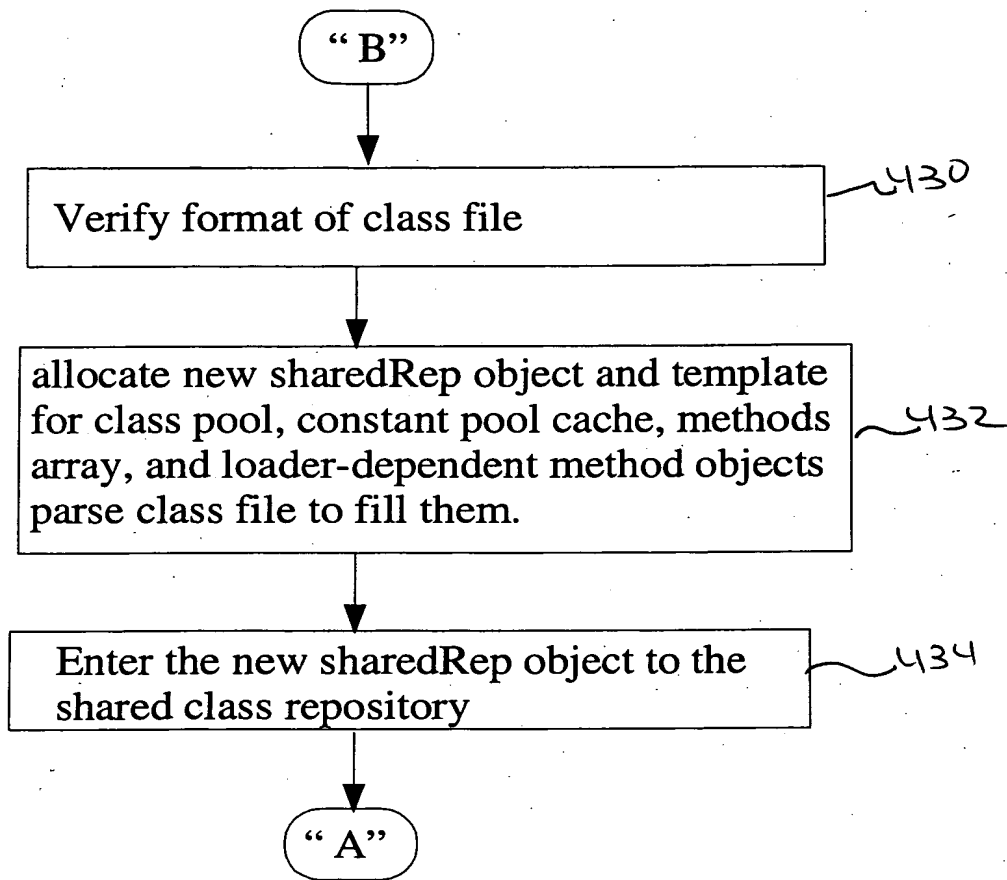 “ B”
Verify format of class file
430
allocate new sharedRep object and template
for class pool, constant pool cache, methods
array, and loader-dependent method objects
parse class file to fill them.
432
Enter the new sharedRep object to the
shared class repository
434
“ A”